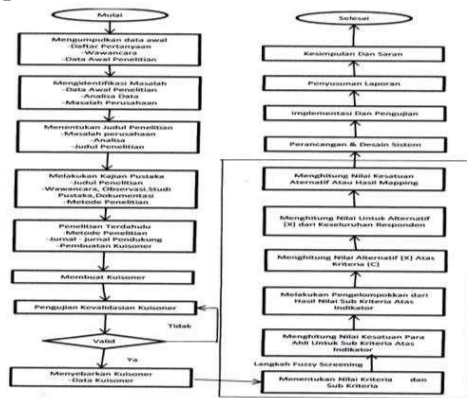 Mulai
Mengumpulkan data awal
-Daftar Pertanyaan
-Wawancara
-Data Awal Penelitian
Mengidentifikasi Masalah
-Data Awal Penelitian
-Analisa Data
-Masalah Perusahaan
Menentukan Judul Penelitian
-Masalah perusahaan
-Analisa
-Judul Penelitian
Melakukan Kajian Pustaka
-Judul Penelitian
-Wawancara, Observasi,Studi
Pustaka,Dokumentasi
-Metode Penelitian
Penelitian Terdahulu
-Metode Penelitian
-Jurnal - jurnal Pendukung
-Pembuatan Kuisoner
Membuat Kuisoner
Pengujian Kevalidasian Kuisoner
Tidak
Valid
Ya
Menyebarkan Kuisoner
-Data Kuisoner
Selesai
Kesimpulan Dan Saran
Penyusunan Laporan
Implementasi Dan Pengujian
Perancangan & Desain Sistem
Menghitung Nilai Kesatuan
Aternatif Atau Hasil Mapping
Menghitung Nilai Untuk Alternatif
[X] dari Keseluruhan Responden
Menghitung Nilai Alternatif [X] Atas
Kriteria [C]
Melakukan Pengelompokkan dari
Hasil Nilai Sub Kriteria Atas
Indikator
Menghitung Nilai Kesatuan Para
Ahli Untuk Sub Kriteria Atas
Indikator
Langkah Fuzzy Screening
Menentukan Nilai Kriteria dan
Sub Kriteria